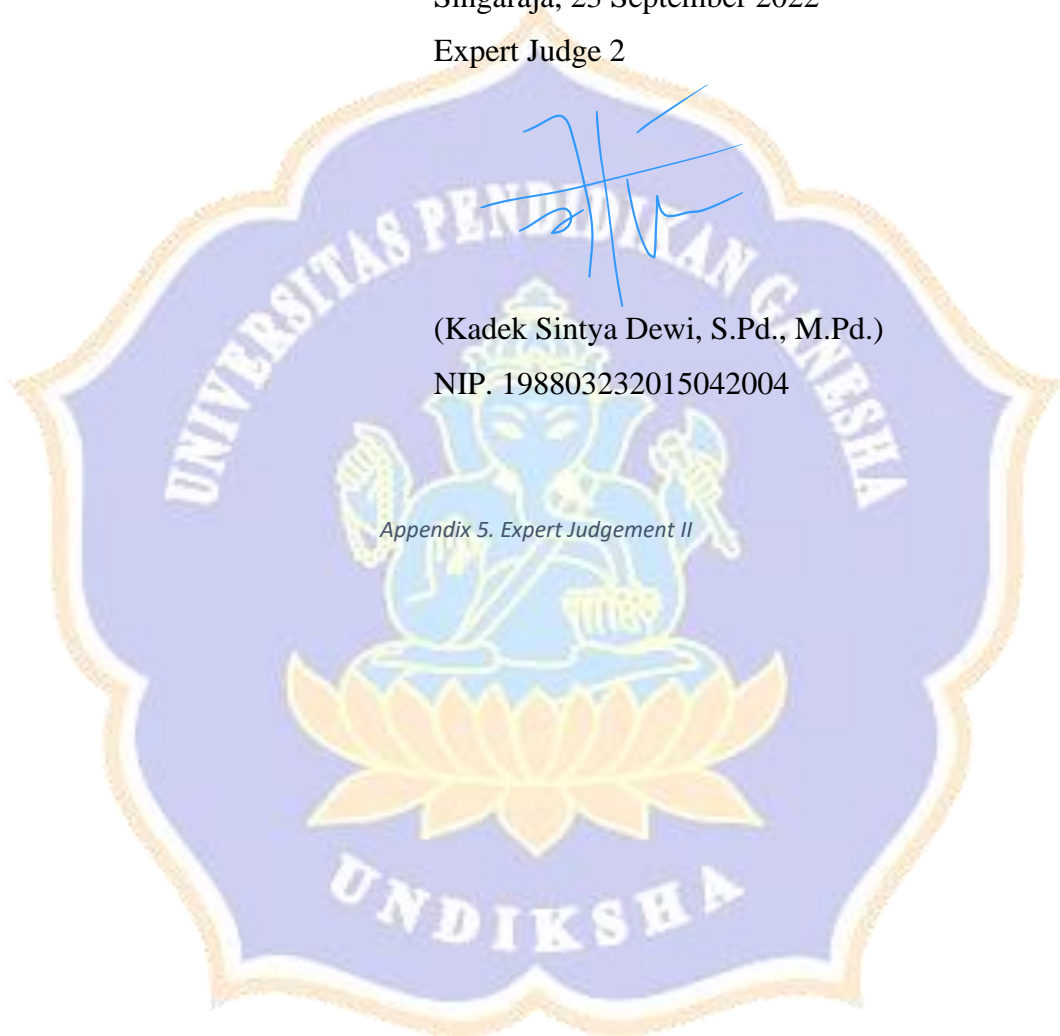 Singaraja, 23 September 2022
Expert Judge 2
UNIVERSITAS PENDIDIKAN GANESHA
(Kadek Sintya Dewi, S.Pd., M.Pd.)
NIP. 198803232015042004
Appendix 5. Expert Judgement II
UNDIKSHA